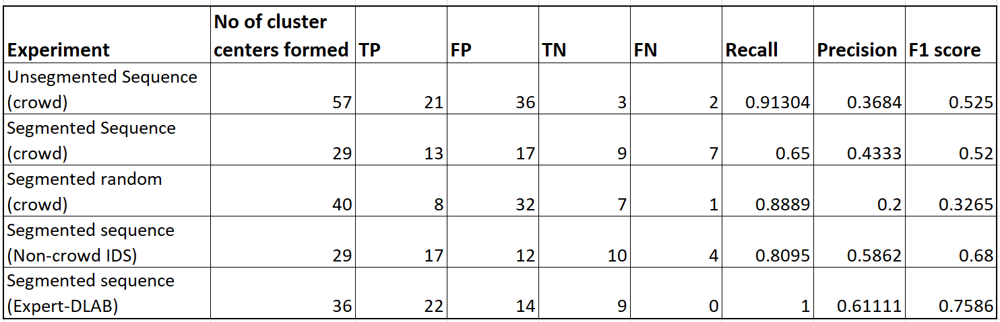 Experiment No of cluster centers formed TP FP TN FN Recall Precision F1 score
Unsegmented Sequence (crowd) 57 21 36 3 2 0.91304 0.3684 0.525
Segmented Sequence (crowd) 29 13 17 9 7 0.65 0.4333 0.52
Segmented random (crowd) 40 8 32 7 1 0.8889 0.2 0.3265
Segmented sequence (Non-crowd IDS) 29 17 12 10 4 0.8095 0.5862 0.68
Segmented sequence (Expert-DLAB) 36 22 14 9 0 1 0.61111 0.7586